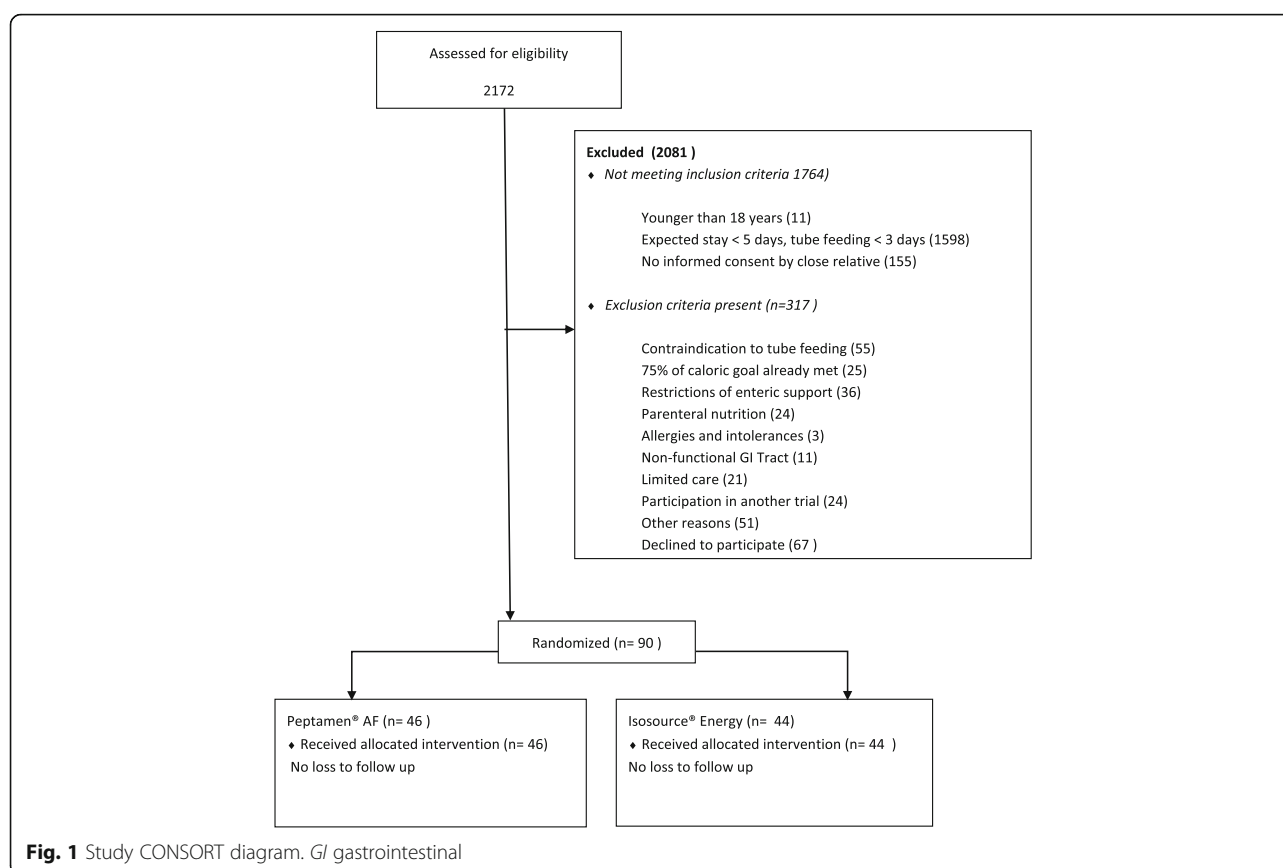 Assessed for eligibility
2172
Excluded (2081 )
♦ Not meeting inclusion criteria 1764)
Younger than 18 years (11)
Expected stay < 5 days, tube feeding < 3 days (1598)
No informed consent by close relative (155)
♦ Exclusion criteria present (n=317 )
Contraindication to tube feeding (55)
75% of caloric goal already met (25)
Restrictions of enteric support (36)
Parenteral nutrition (24)
Allergies and intolerances (3)
Non-functional GI Tract (11)
Limited care (21)
Participation in another trial (24)
Other reasons (51)
Declined to participate (67 )
Randomized (n= 90 )
Peptamen® AF (n= 46 )
♦ Received allocated intervention (n= 46)
No loss to follow up
Isosource® Energy (n= 44)
♦ Received allocated intervention (n= 44 )
No loss to follow up
Fig. 1 Study CONSORT diagram. GI gastrointestinal